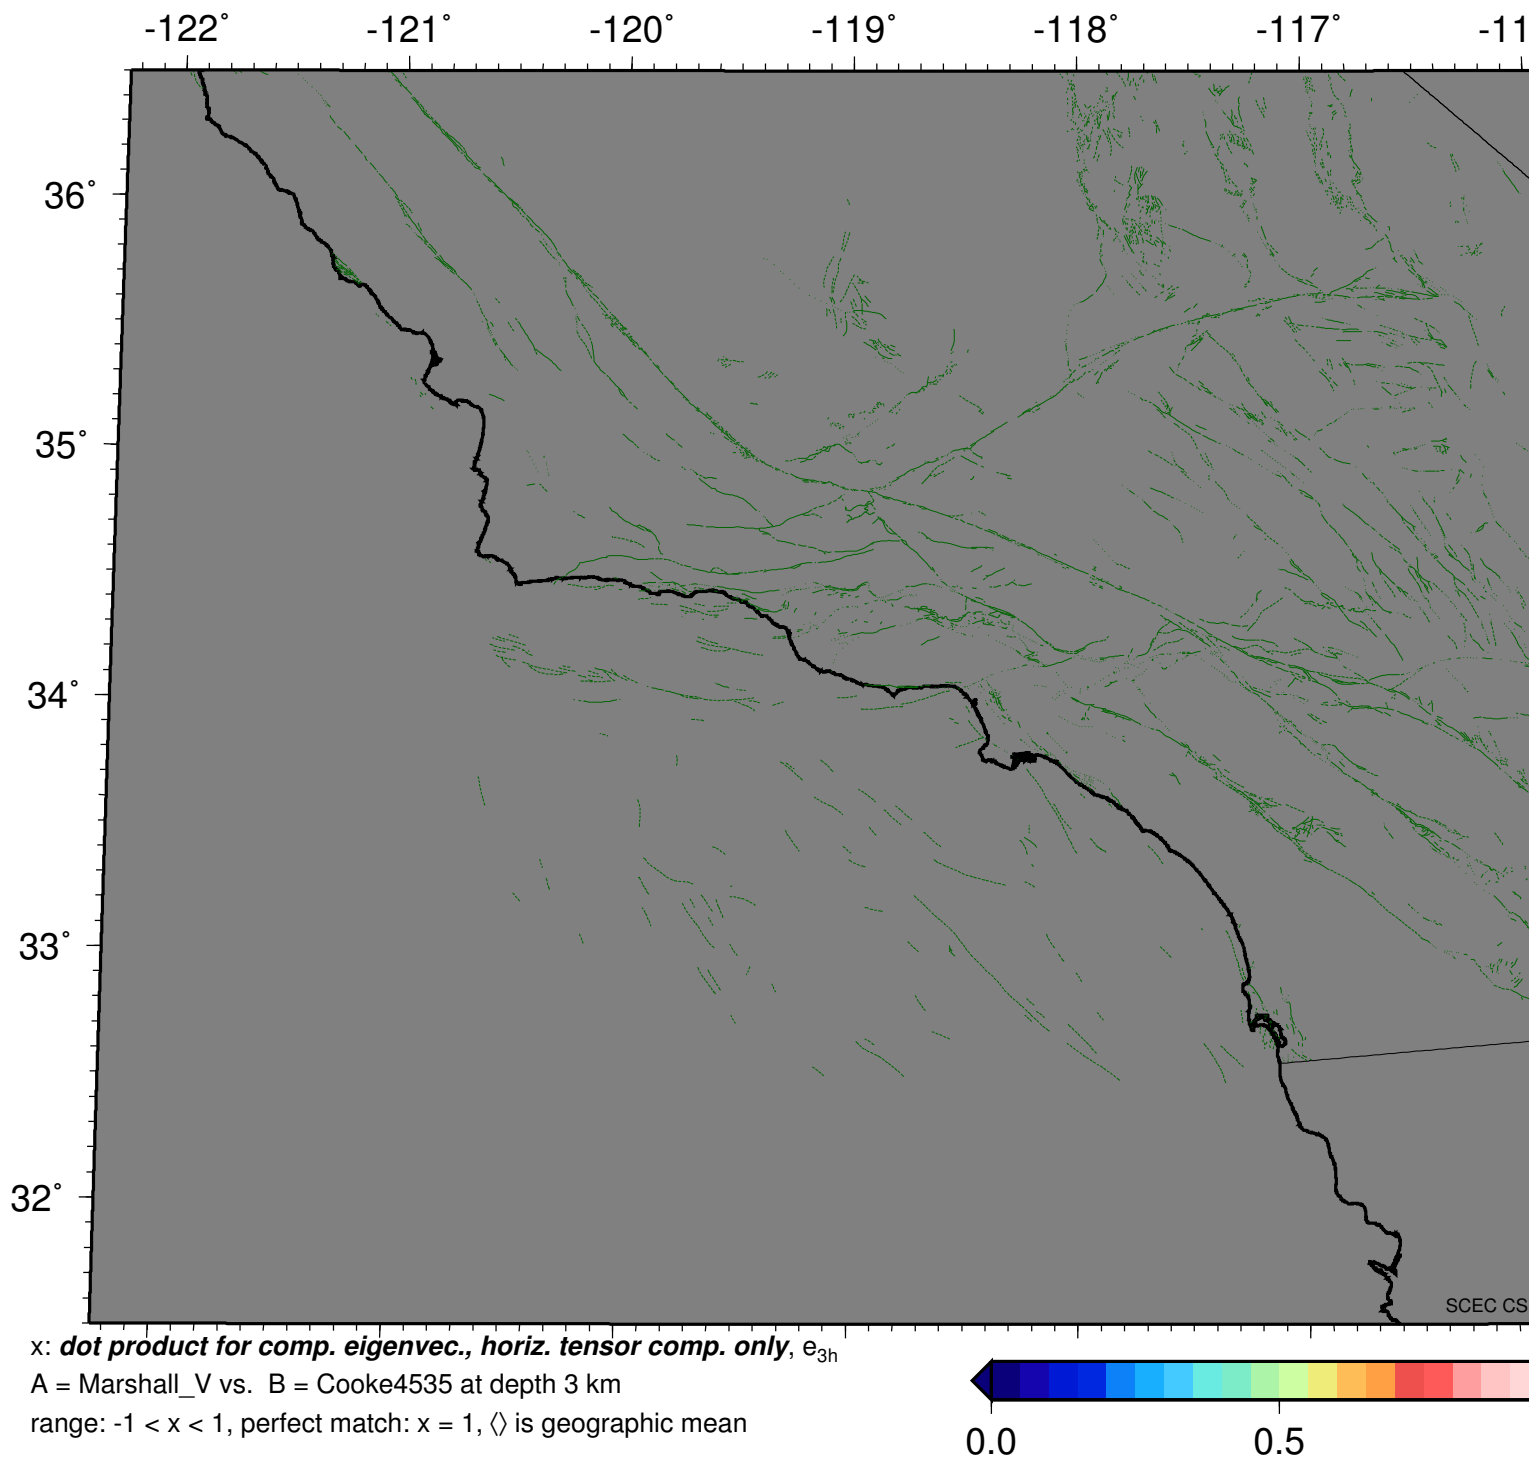 -122° -121° -120° -119° -118° -117° -11
36°
35°
34°
33°
32°
SCEC CS
x: dot product for comp. eigenvec., horiz. tensor comp. only, e3h
A = Marshall_V vs. B = Cooke4535 at depth 3 km
range: -1 < x < 1, perfect match: x = 1, ⟨⟩ is geographic mean
0.0 0.5